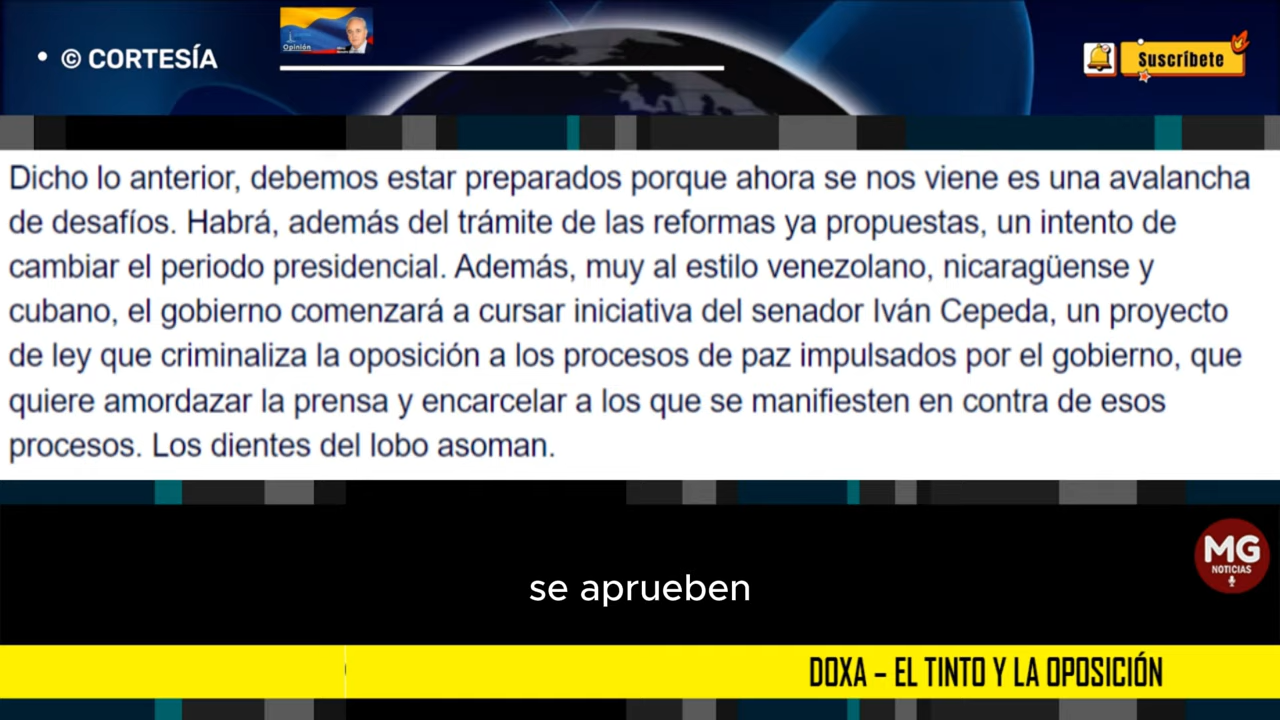 • © CORTESÍA
Opinión
Suscríbete
Dicho lo anterior, debemos estar preparados porque ahora se nos viene es una avalancha
de desafíos. Habrá, además del trámite de las reformas ya propuestas, un intento de
cambiar el periodo presidencial. Además, muy al estilo venezolano, nicaragüense y
cubano, el gobierno comenzará a cursar iniciativa del senador Iván Cepeda, un proyecto
de ley que criminaliza la oposición a los procesos de paz impulsados por el gobierno, que
quiere amordazar la prensa y encarcelar a los que se manifiesten en contra de esos
procesos. Los dientes del lobo asoman.
MG
NOTICIAS
se aprueben
DOXA – EL TINTO Y LA OPOSICIÓN